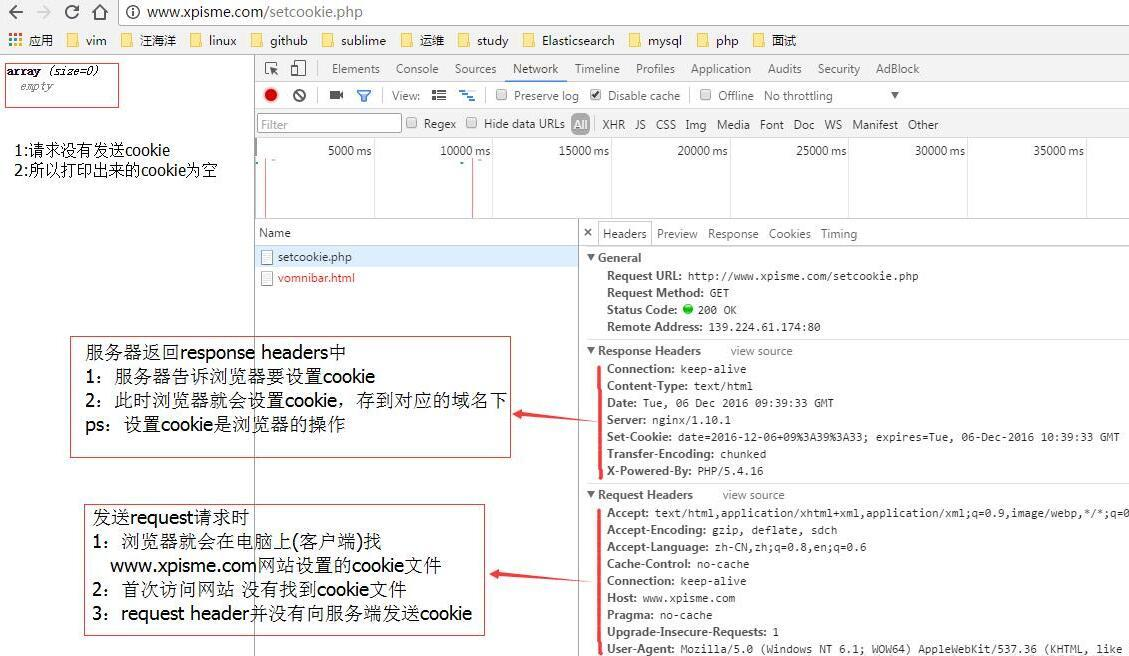 www.xpisme.com/setcookie.php
应用 vim 汪海洋 linux github sublime 运维 study Elasticsearch mysql php 面试
array (size=0)
empty
1:请求没有发送cookie
2:所以打印出来的cookie为空
Elements Console Sources Network Timeline Profiles Application Audits Security AdBlock
View: Preserve log Disable cache Offline No throttling
Filter Regex Hide data URLs All XHR JS CSS Img Media Font Doc WS Manifest Other
5000 ms 10000 ms 15000 ms 20000 ms 25000 ms 30000 ms 35000 ms
Name
setcookie.php
vomnibar.html
× Headers Preview Response Cookies Timing
General
Request URL: http://www.xpisme.com/setcookie.php
Request Method: GET
Status Code: 200 OK
Remote Address: 139.224.61.174:80
Response Headers view source
Connection: keep-alive
Content-Type: text/html
Date: Tue, 06 Dec 2016 09:39:33 GMT
Server: nginx/1.10.1
Set-Cookie: date=2016-12-06+09%3A39%3A33; expires=Tue, 06-Dec-2016 10:39:33 GMT
Transfer-Encoding: chunked
X-Powered-By: PHP/5.4.16
Request Headers view source
Accept: text/html,application/xhtml+xml,application/xml;q=0.9,image/webp,*/*;q=0
Accept-Encoding: gzip, deflate, sdch
Accept-Language: zh-CN,zh;q=0.8,en;q=0.6
Cache-Control: no-cache
Connection: keep-alive
Host: www.xpisme.com
Pragma: no-cache
Upgrade-Insecure-Requests: 1
User-Agent: Mozilla/5.0 (Windows NT 6.1; WOW64) AppleWebKit/537.36 (KHTML, like
服务器返回response headers中
1：服务器告诉浏览器要设置cookie
2：此时浏览器就会设置cookie，存到对应的域名下
ps：设置cookie是浏览器的操作
发送request请求时
1：浏览器就会在电脑上(客户端)找
www.xpisme.com网站设置的cookie文件
2：首次访问网站 没有找到cookie文件
3：request header并没有向服务端发送cookie